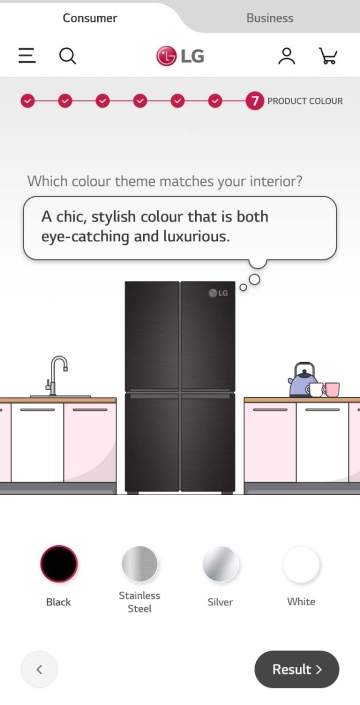 Consumer
Business
LG
7 PRODUCT COLOUR
Which colour theme matches your interior?
A chic, stylish colour that is both
eye-catching and luxurious.
LG
Black
Stainless
Steel
Silver
White
Result >